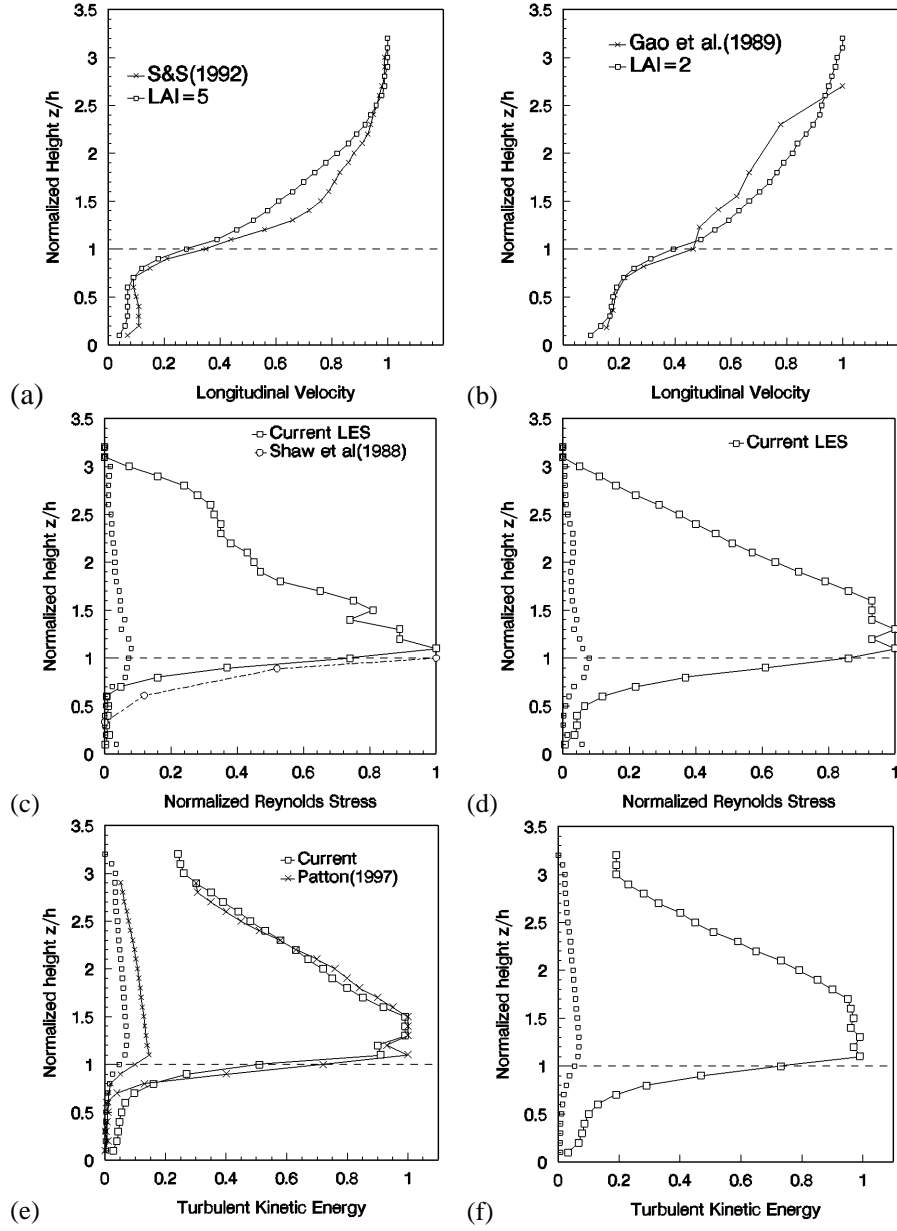 3.5
3
2.5
2
1.5
1
0.5
0
Normalized Height z/h
S&S(1992)
LAI=5
0 0.2 0.4 0.6 0.8 1
Longitudinal Velocity
(a)
3.5
3
2.5
2
1.5
1
0.5
0
Normalized Height z/h
Gao et al.(1989)
LAI=2
0 0.2 0.4 0.6 0.8 1
Longitudinal Velocity
(b)
3.5
3
2.5
2
1.5
1
0.5
0
Normalized height z/h
Current LES
Shaw et al(1988)
0 0.2 0.4 0.6 0.8 1
Normalized Reynolds Stress
(c)
3.5
3
2.5
2
1.5
1
0.5
0
Normalized height z/h
Current LES
0 0.2 0.4 0.6 0.8 1
Normalized Reynolds Stress
(d)
3.5
3
2.5
2
1.5
1
0.5
0
Normalized height z/h
Current
Patton(1997)
0 0.2 0.4 0.6 0.8 1
Turbulent Kinetic Energy
(e)
3.5
3
2.5
2
1.5
1
0.5
0
Normalized height z/h
0 0.2 0.4 0.6 0.8 1
Turbulent Kinetic Energy
(f)